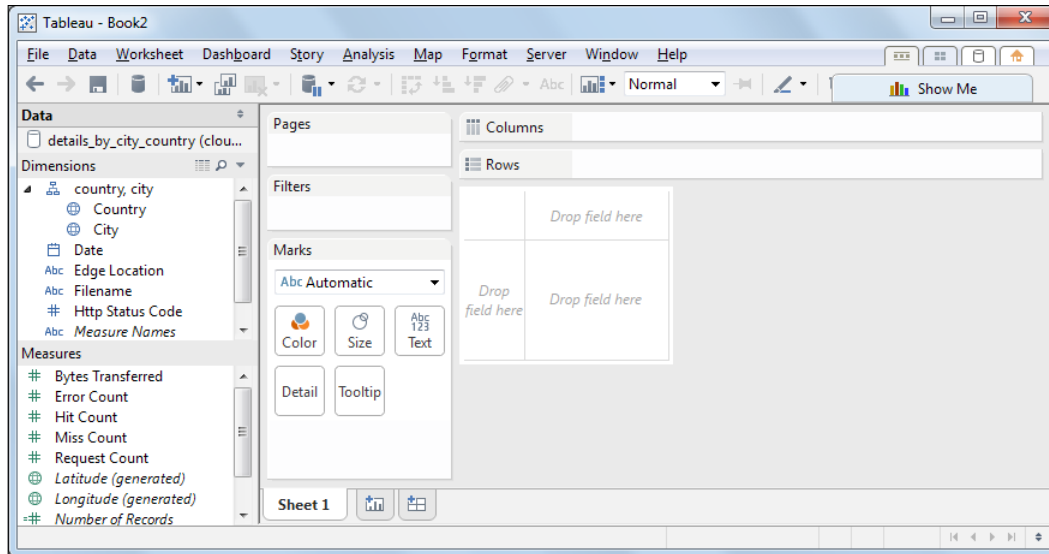 Tableau - Book2
File Data Worksheet Dashboard Story Analysis Map Format Server Window Help
Abc Normal Show Me
Data
details_by_city_country (clou...
Dimensions
country, city
Country
City
Date
Abc Edge Location
Abc Filename
# Http Status Code
Abc Measure Names
Measures
# Bytes Transferred
# Error Count
# Hit Count
# Miss Count
# Request Count
Latitude (generated)
Longitude (generated)
=# Number of Records
Pages
Filters
Marks
Abc Automatic
Color Size Abc 123 Text
Detail Tooltip
Columns
Rows
Drop field here
Drop
field here
Drop field here
Sheet 1